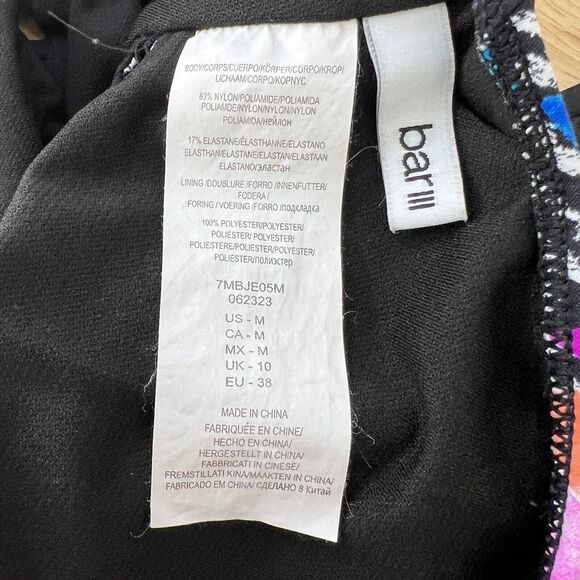 BODY/CORPS/CUERPO/KÖRPER/CORPO/KROP/
LICHAAM/CORPO/КОРПУС
83% NYLON/POLIAMIDE/POLIAMIDA
POLIAMIDE/NYLON/NYLON/NYLON
POLIAMIDA/нейлон
17% ELASTANE/ÉLASTHANNE/ELASTANO
ELASTHAN/ELASTANE/ELASTAN/ELASTAAN
ELASTANO/эластан
LINING /DOUBLURE /FORRO /INNENFUTTER/
FODERA/
FORING /VOERING /FORRO /подкладка
100% POLYESTER/POLYESTER/
POLIESTER/ POLYESTER/
POLIESTERE/POLIESTER/POLYESTER/
POLIÉSTER/полиэстер
7MBJE05M
062323
US - M
CA - M
MX - M
UK - 10
EU - 38
MADE IN CHINA
FABRIQUÉE EN CHINE/
HECHO EN CHINA/
HERGESTELLT IN CHINA/
FABBRICATI IN CINESE/
FREMSTILLATI KINA/MAAKTEN IN CHINA/
FABRICADO EM CHINA/СДЕЛАНО В Китай
bar III